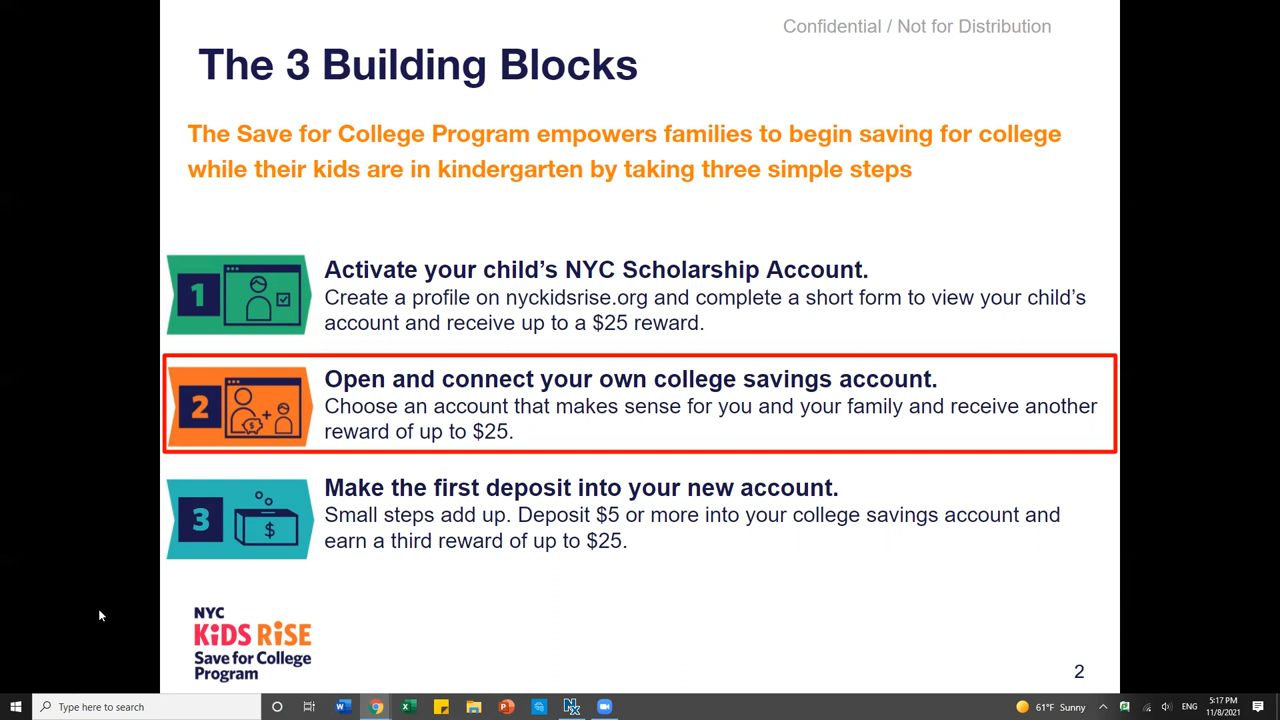 Confidential / Not for Distribution
The 3 Building Blocks
The Save for College Program empowers families to begin saving for college
while their kids are in kindergarten by taking three simple steps
1
Activate your child's NYC Scholarship Account.
Create a profile on nyckidsrise.org and complete a short form to view your child's
account and receive up to a $25 reward.
2
Open and connect your own college savings account.
Choose an account that makes sense for you and your family and receive another
reward of up to $25.
3
$
Make the first deposit into your new account.
Small steps add up. Deposit $5 or more into your college savings account and
earn a third reward of up to $25.
NYC
KiDS RiSE
Save for College
Program
2
Type here to search
61°F Sunny
ENG
5:17 PM
11/8/2021